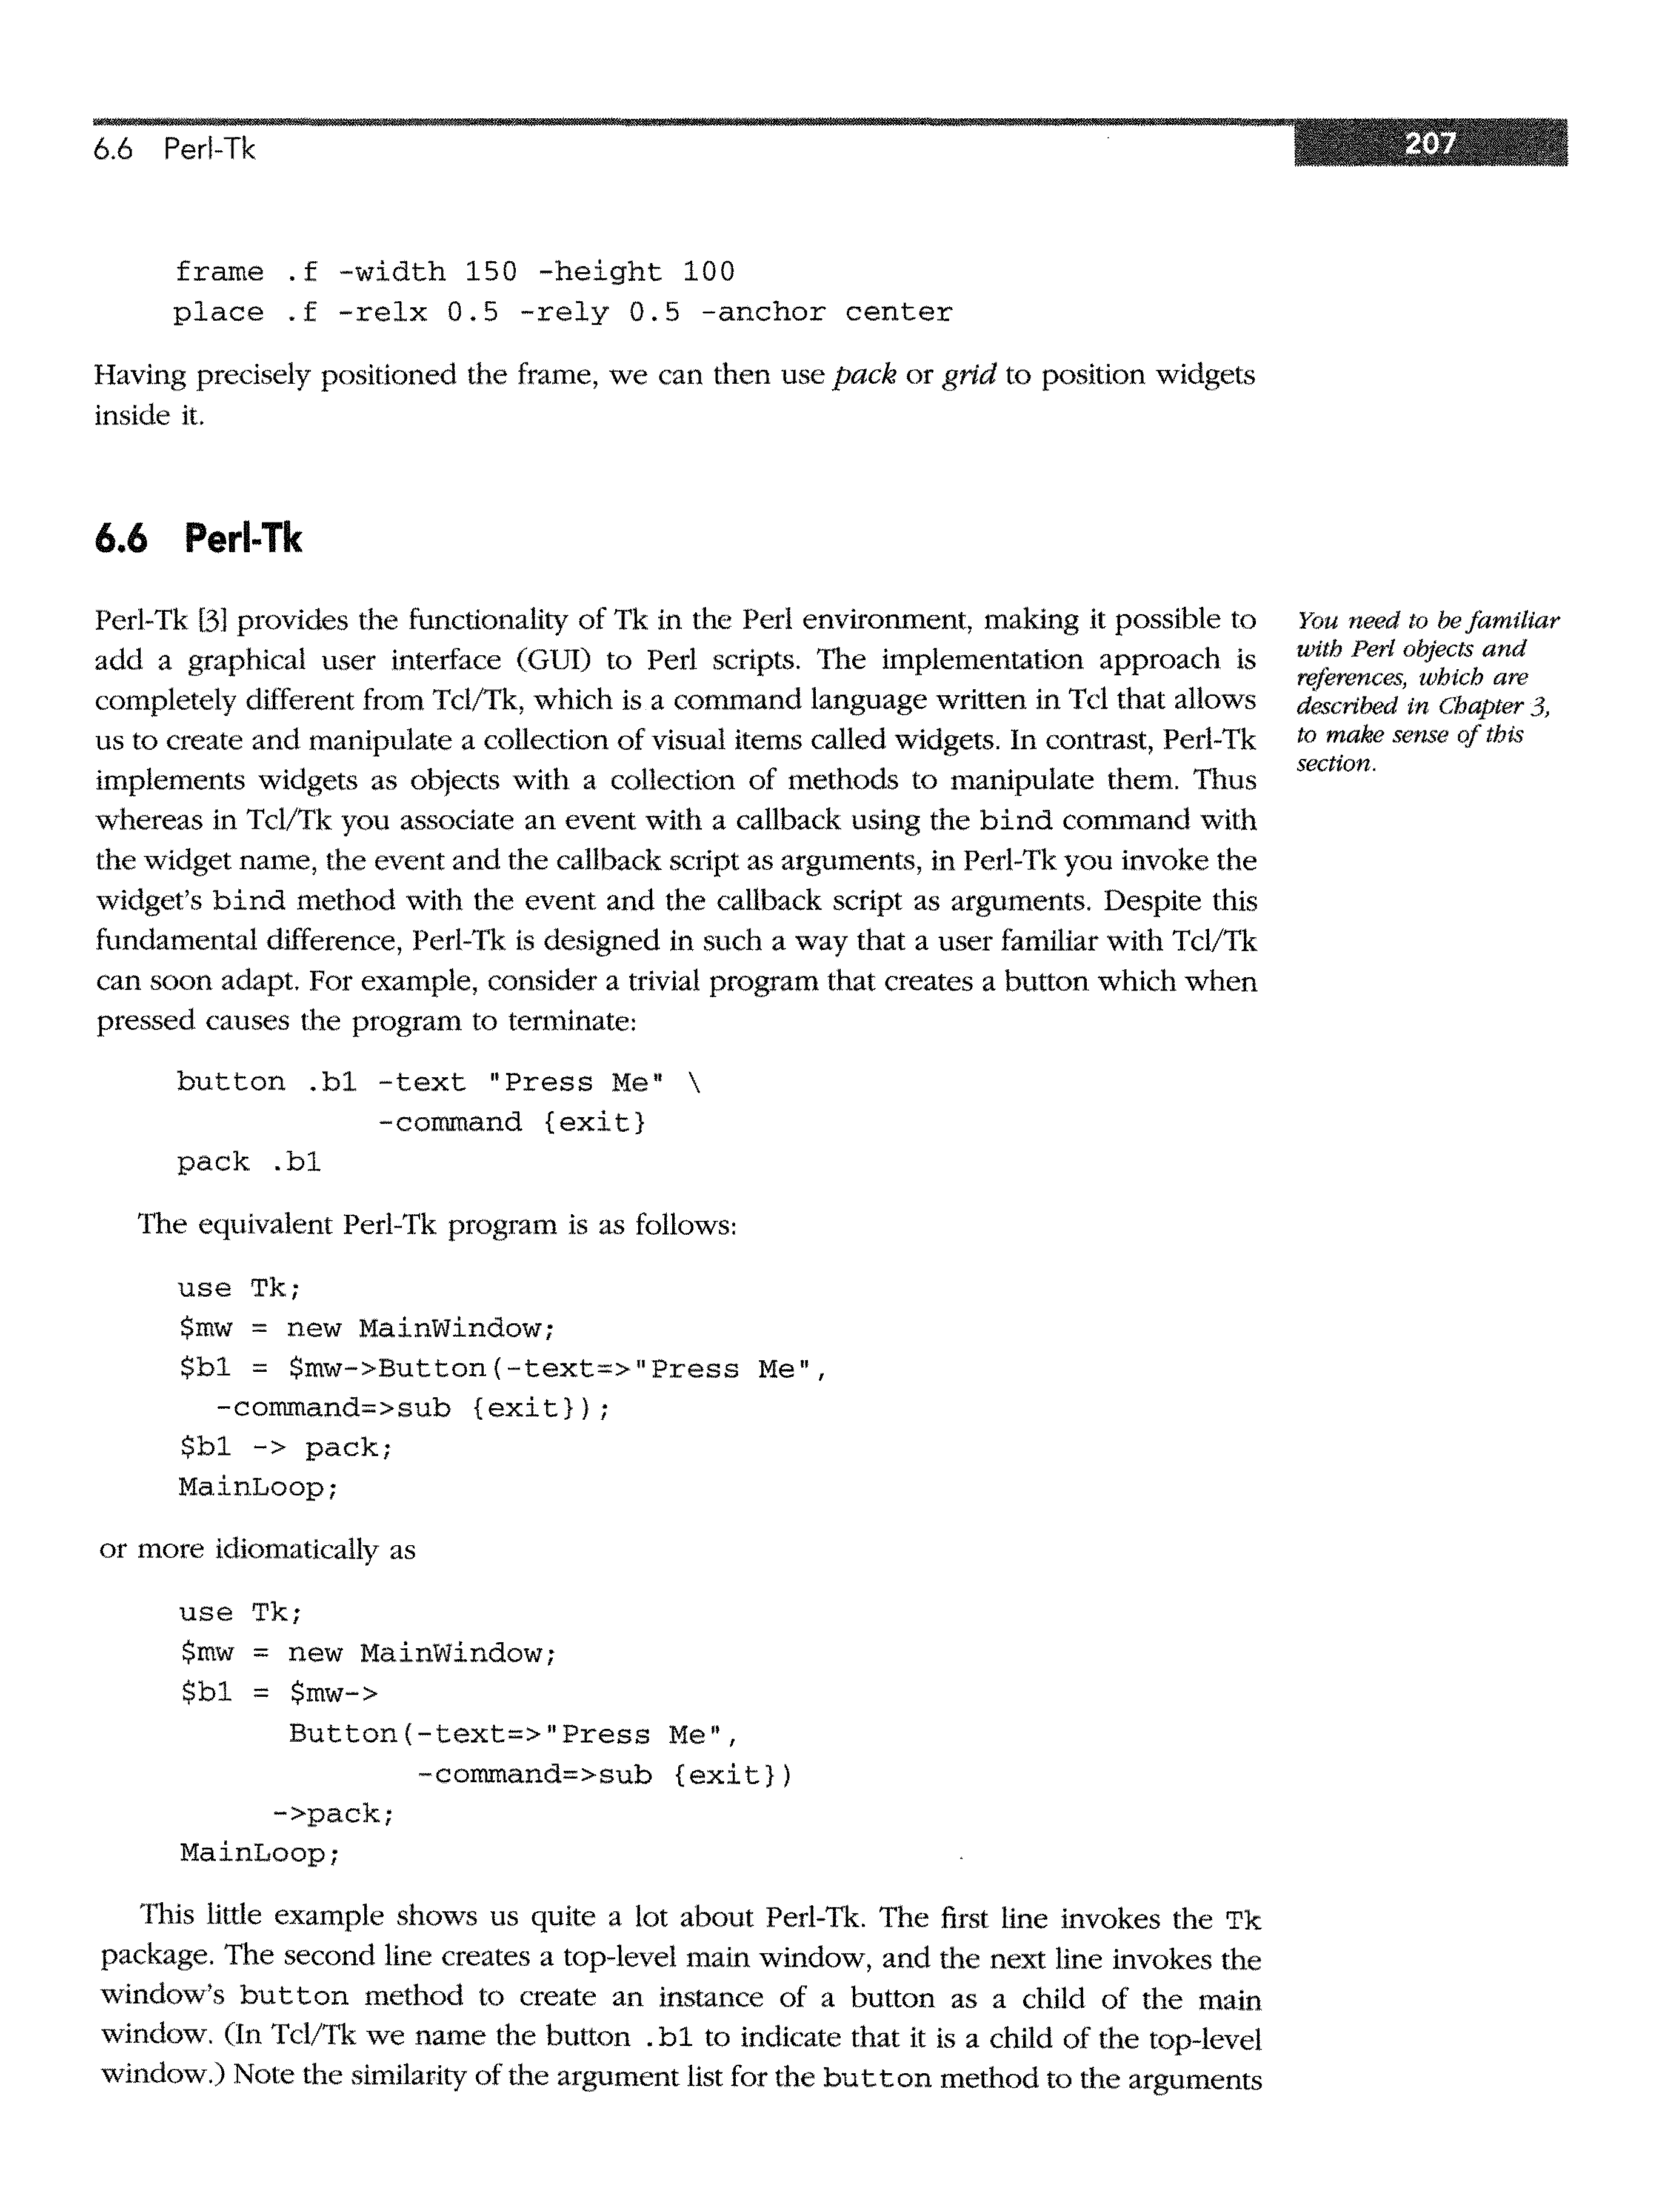 6.6 Perl-Tk
207
frame .f -width 150 -height 100
place .f -relx 0.5 -rely 0.5 -anchor center
Having precisely positioned the frame, we can then use pack or grid to position widgets
inside it.
6.6 Perl-Tk
Perl-Tk [3] provides the functionality of Tk in the Perl environment, making it possible to
add a graphical user interface (GUI) to Perl scripts. The implementation approach is
completely different from Tcl/Tk, which is a command language written in Tcl that allows
us to create and manipulate a collection of visual items called widgets. In contrast, Perl-Tk
implements widgets as objects with a collection of methods to manipulate them. Thus
whereas in Tcl/Tk you associate an event with a callback using the bind command with
the widget name, the event and the callback script as arguments, in Perl-Tk you invoke the
widget's bind method with the event and the callback script as arguments. Despite this
fundamental difference, Perl-Tk is designed in such a way that a user familiar with Tcl/Tk
can soon adapt. For example, consider a trivial program that creates a button which when
pressed causes the program to terminate:
You need to be familiar
with Perl objects and
references, which are
described in Chapter 3,
to make sense of this
section.
button .b1 -text "Press Me" \
-command {exit}
pack .b1
The equivalent Perl-Tk program is as follows:
use Tk;
$mw = new MainWindow;
$b1 = $mw->Button(-text=>"Press Me",
-command=>sub {exit});
$b1 -> pack;
MainLoop;
or more idiomatically as
use Tk;
$mw = new MainWindow;
$b1 = $mw->
Button(-text=>"Press Me",
-command=>sub {exit})
->pack;
MainLoop;
This little example shows us quite a lot about Perl-Tk. The first line invokes the Tk
package. The second line creates a top-level main window, and the next line invokes the
window's button method to create an instance of a button as a child of the main
window. (In Tcl/Tk we name the button .b1 to indicate that it is a child of the top-level
window.) Note the similarity of the argument list for the button method to the arguments